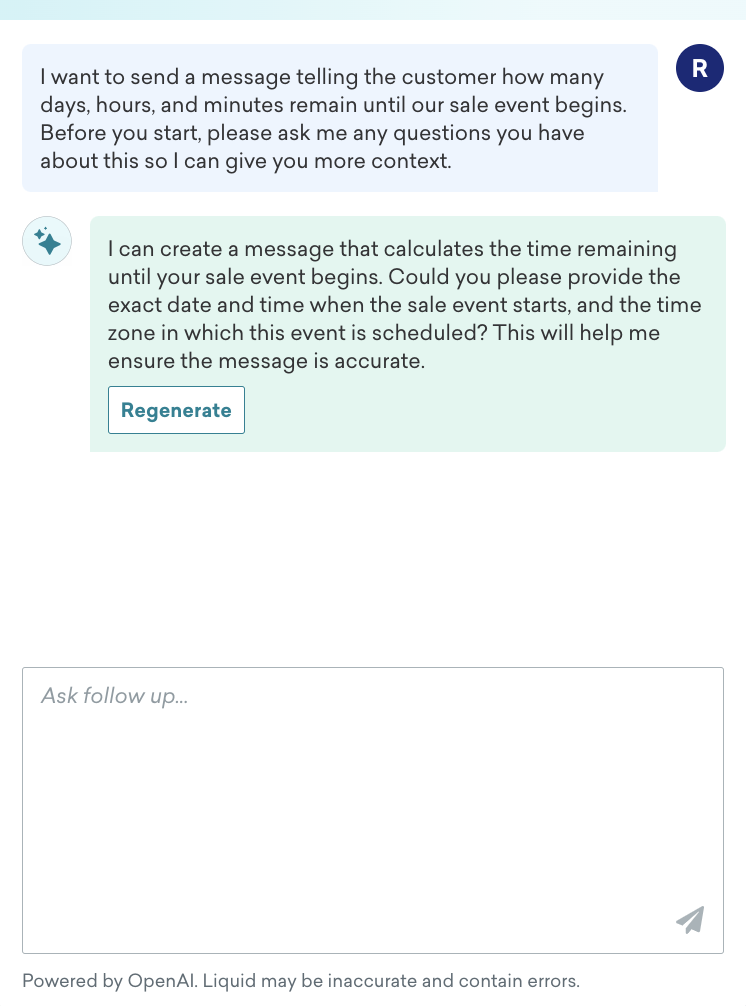 I want to send a message telling the customer how many
days, hours, and minutes remain until our sale event begins.
Before you start, please ask me any questions you have
about this so I can give you more context.
R
I can create a message that calculates the time remaining
until your sale event begins. Could you please provide the
exact date and time when the sale event starts, and the time
zone in which this event is scheduled? This will help me
ensure the message is accurate.
Regenerate
Ask follow up...
Powered by OpenAI. Liquid may be inaccurate and contain errors.